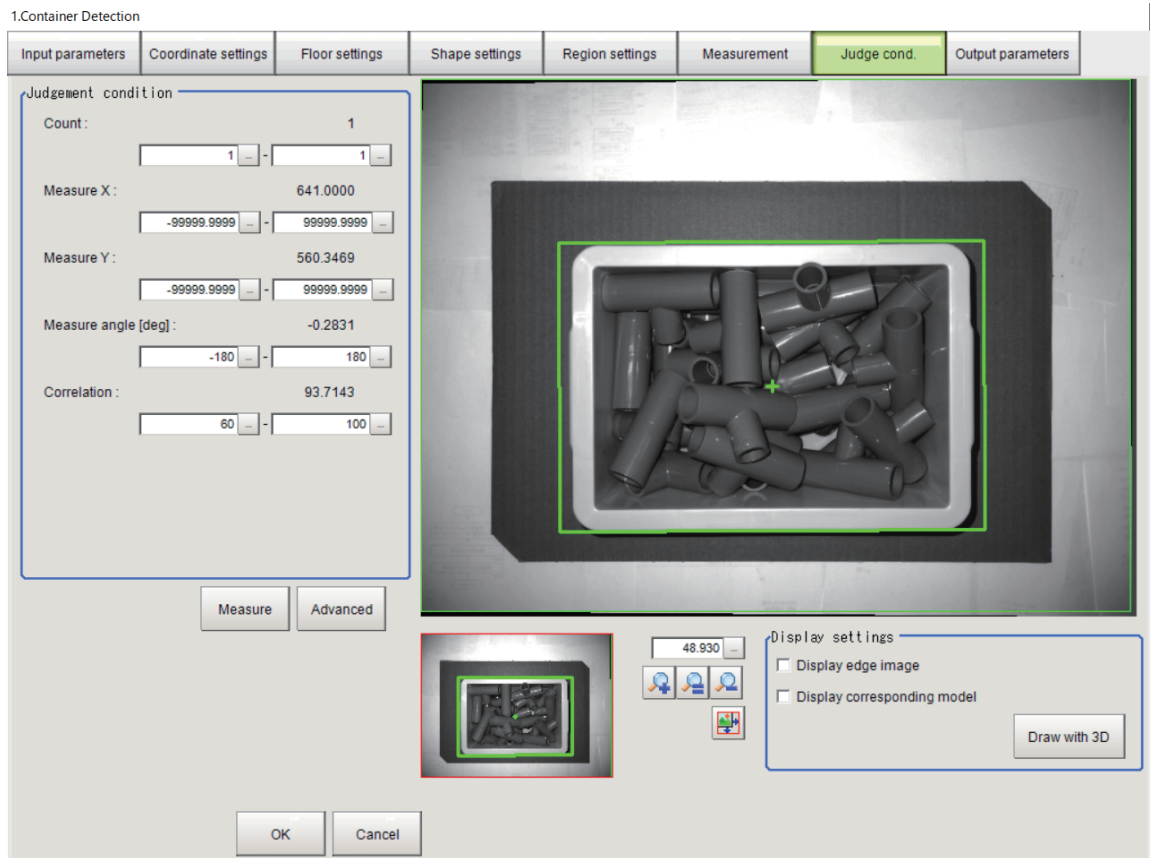 1.Container Detection
Input parameters Coordinate settings Floor settings Shape settings Region settings Measurement Judge cond. Output parameters
Judgement condition
Count : 1
1 ... - 1 ...
Measure X : 641.0000
-99999.9999 ... - 99999.9999 ...
Measure Y : 560.3469
-99999.9999 ... - 99999.9999 ...
Measure angle [deg] : -0.2831
-180 ... - 180 ...
Correlation : 93.7143
60 ... - 100 ...
Measure Advanced
48.930 ...
Display settings
Display edge image
Display corresponding model
Draw with 3D
OK Cancel